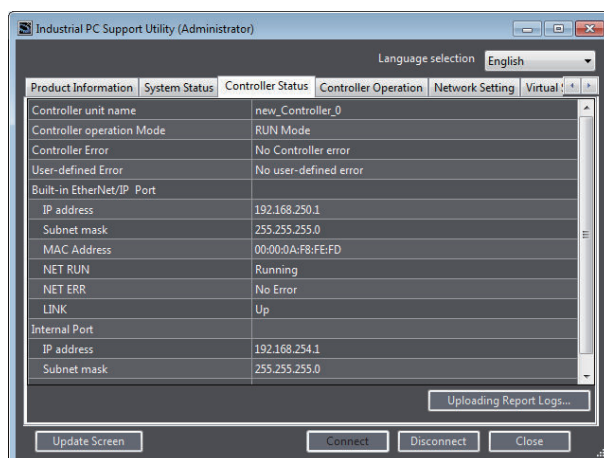 Industrial PC Support Utility (Administrator)
Language selection English
Product Information System Status Controller Status Controller Operation Network Setting Virtual
Controller unit name new_Controller_0
Controller operation Mode RUN Mode
Controller Error No Controller error
User-defined Error No user-defined error
Built-in EtherNet/IP Port
IP address 192.168.250.1
Subnet mask 255.255.255.0
MAC Address 00:00:0A:F8:FE:FD
NET RUN Running
NET ERR No Error
LINK Up
Internal Port
IP address 192.168.254.1
Subnet mask 255.255.255.0
Uploading Report Logs...
Update Screen Connect Disconnect Close